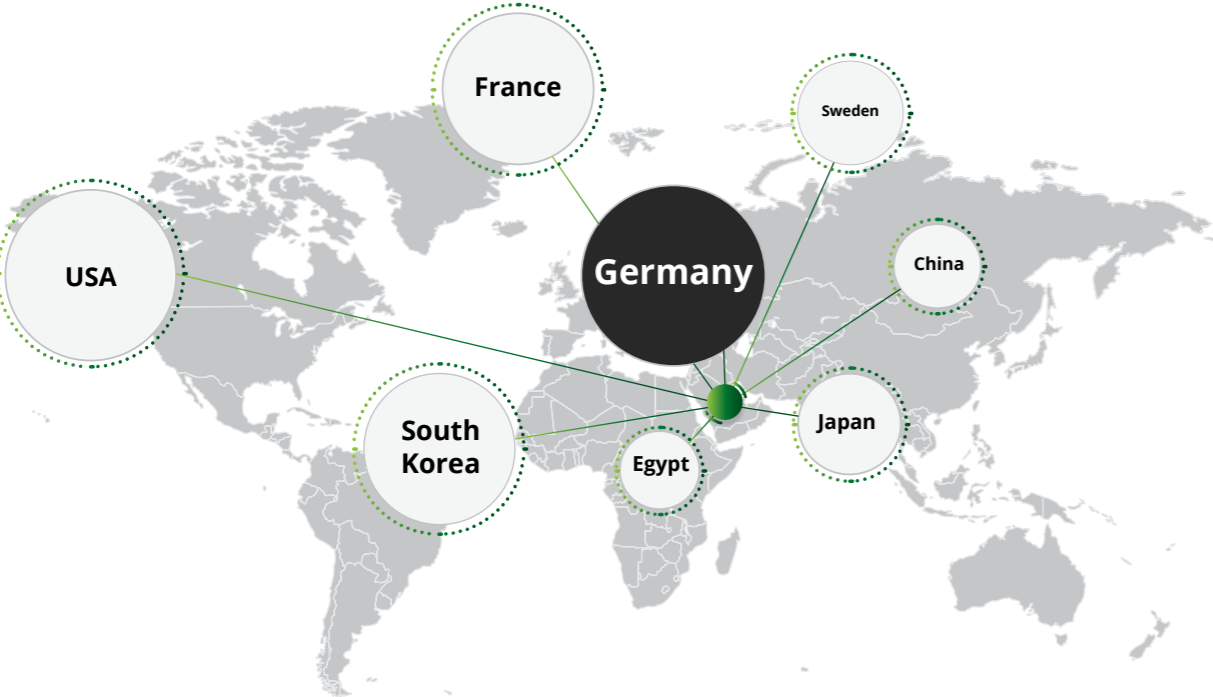 France
Sweden
USA
Germany
China
South
Korea
Japan
Egypt